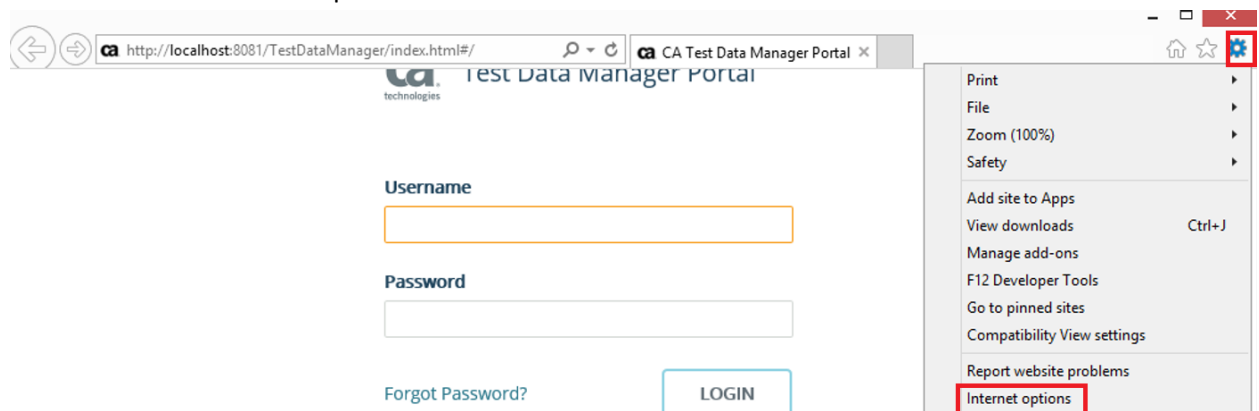 ca http://localhost:8081/TestDataManager/index.html#/
ca CA Test Data Manager Portal
ca technologies Test Data Manager Portal
Username
Password
Forgot Password?
LOGIN
Print
File
Zoom (100%)
Safety
Add site to Apps
View downloads Ctrl+J
Manage add-ons
F12 Developer Tools
Go to pinned sites
Compatibility View settings
Report website problems
Internet options